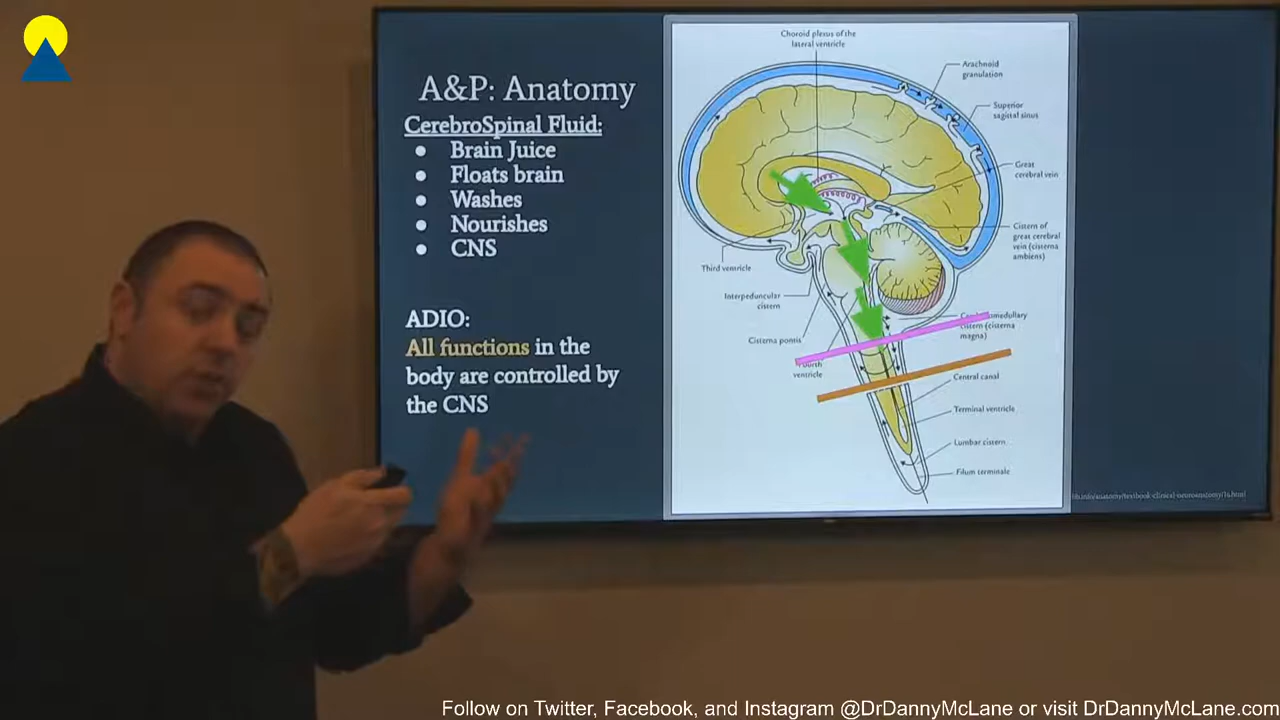 A&P: Anatomy
CerebroSpinal Fluid:
● Brain Juice
● Floats brain
● Washes
● Nourishes
● CNS
ADIO:
All functions in the
body are controlled by
the CNS
Choroid plexus of the
lateral ventricle
Arachnoid
granulation
Superior
sagittal sinus
Great
cerebral vein
Cistern of
great cerebral
vein (cisterna
ambiens)
Third ventricle
Interpeduncular
cistern
Cisterna pontis
cistern (cisterna
magna)
Fourth
ventricle
Central canal
Terminal ventricle
Lumbar cistern
Filum terminale
Follow on Twitter, Facebook, and Instagram @DrDannyMcLane or visit DrDannyMcLane.com